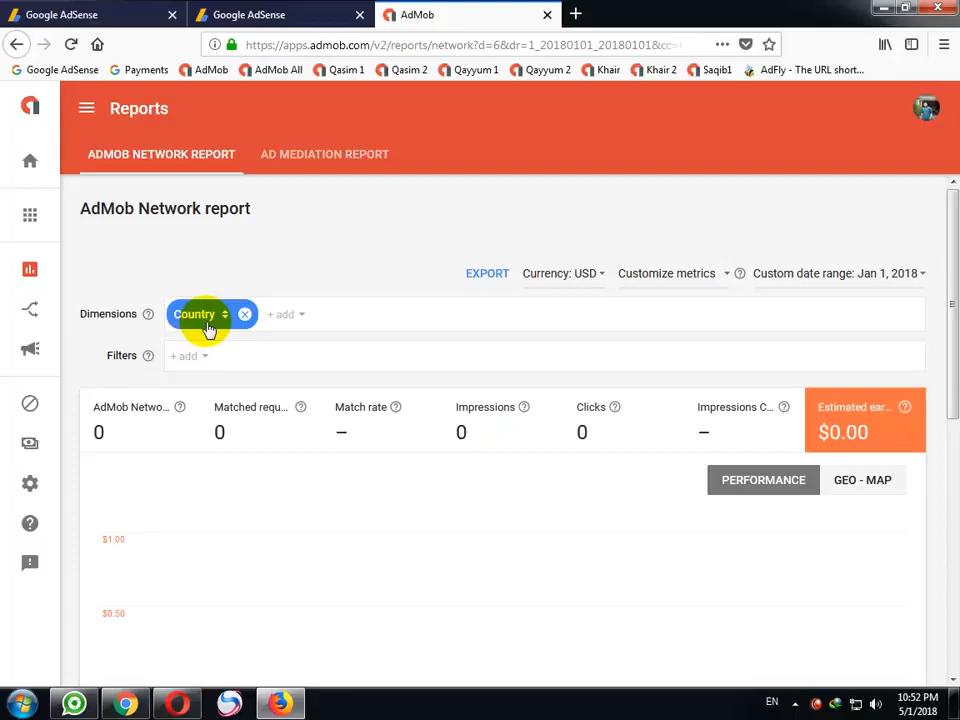 Google AdSense
Google AdSense
AdMob
https://apps.admob.com/v2/reports/network?d=6&dr=1_20180101_20180101&cc=
Google AdSense
Payments
AdMob
AdMob All
Qasim 1
Qasim 2
Qayyum 1
Qayyum 2
Khair
Khair 2
Saqib1
AdFly - The URL short...
Reports
ADMOB NETWORK REPORT
AD MEDIATION REPORT
AdMob Network report
EXPORT
Currency: USD
Customize metrics
Custom date range: Jan 1, 2018
Dimensions
Country
+ add
Filters
+ add
AdMob Netwo...
Matched requ...
Match rate
Impressions
Clicks
Impressions C...
Estimated ear...
0
0
–
0
0
–
$0.00
PERFORMANCE
GEO - MAP
$1.00
$0.50
EN
10:52 PM
5/1/2018